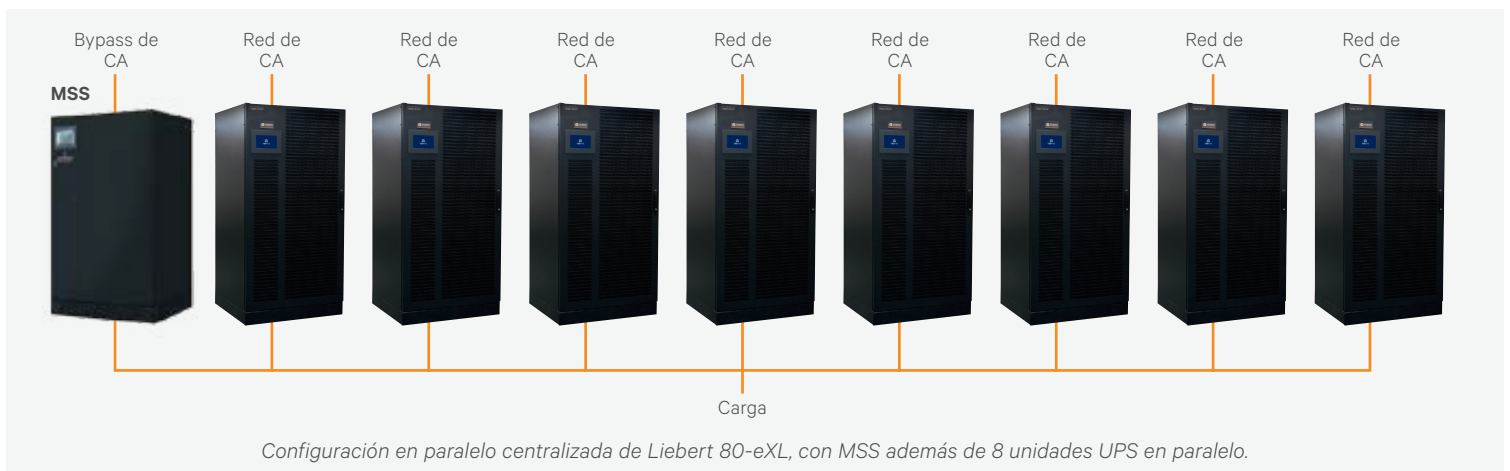 Bypass de
CA
Red de
CA
Red de
CA
Red de
CA
Red de
CA
Red de
CA
Red de
CA
Red de
CA
Red de
CA
MSS
Carga
Configuración en paralelo centralizada de Liebert 80-eXL, con MSS además de 8 unidades UPS en paralelo.